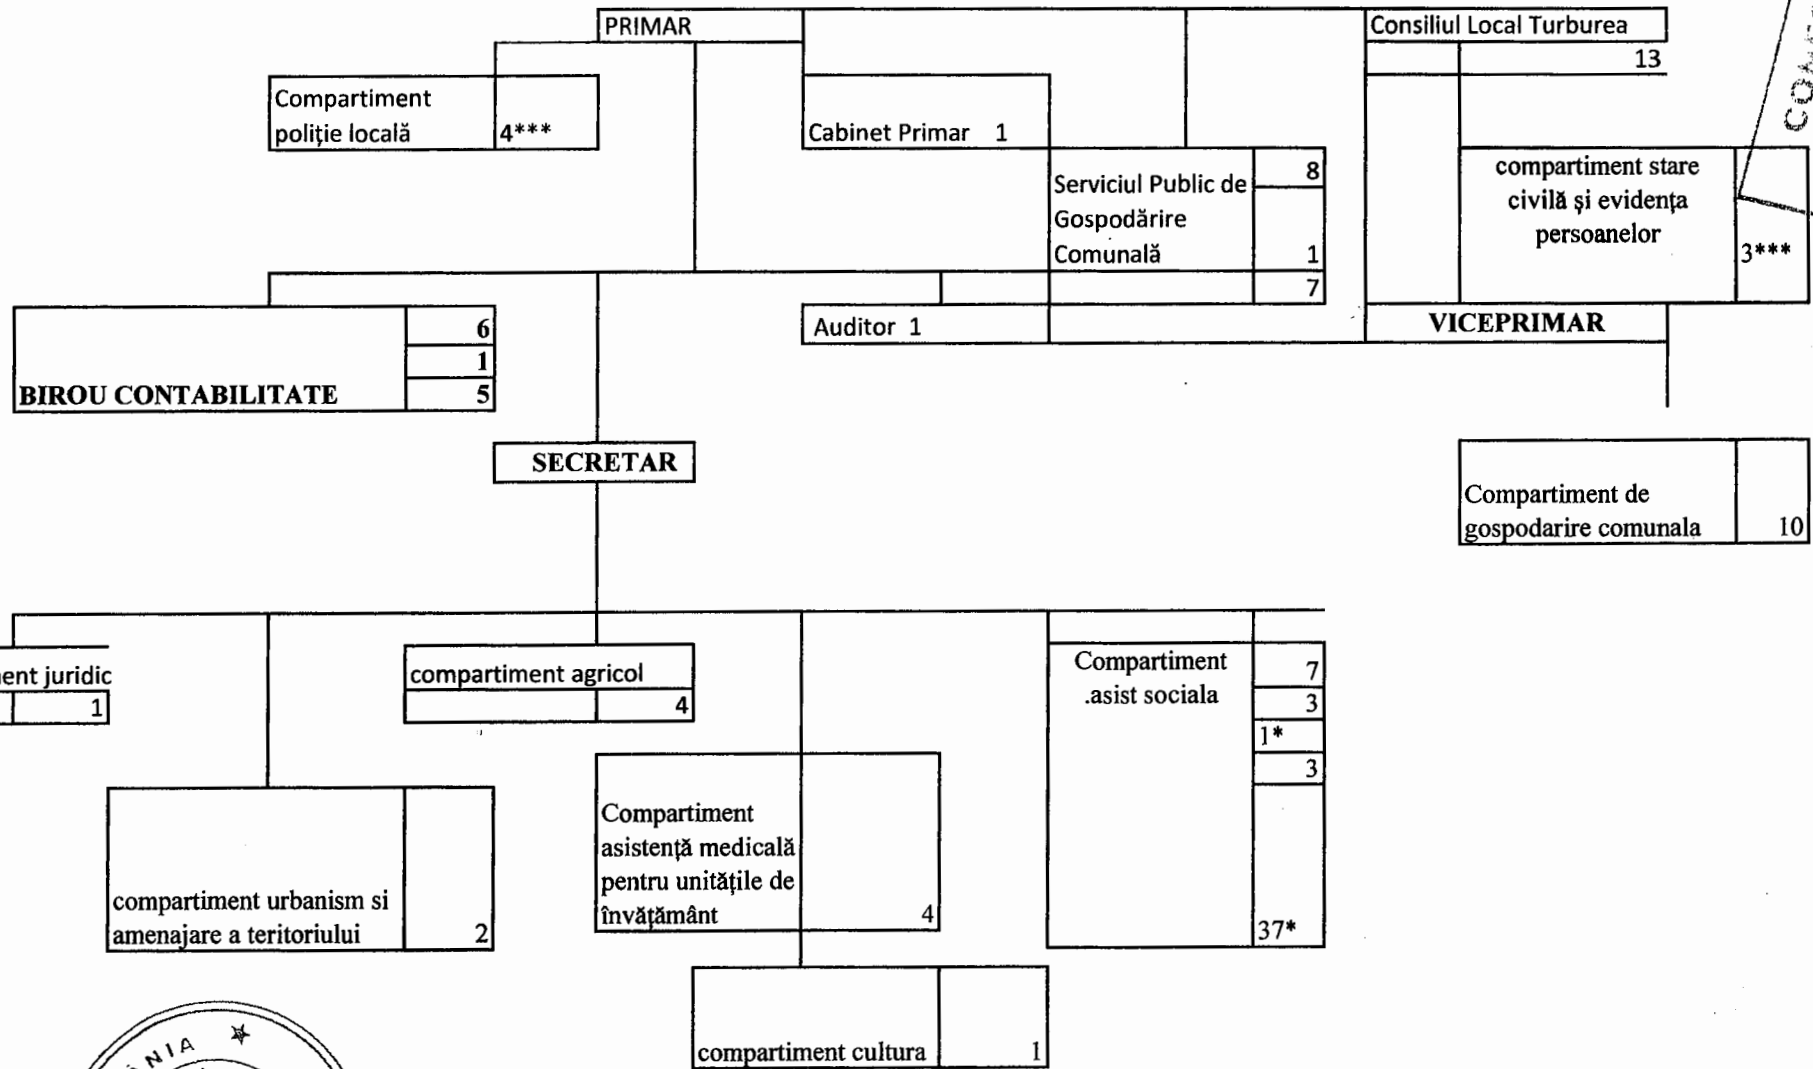 PRIMAR
Consiliul Local Turburea
13
Compartiment
poliție locală 4***
Cabinet Primar 1
Serviciul Public de
Gospodărire
Comunală
8
1
7
compartiment stare
civilă și evidența
persoanelor
3***
Auditor 1
VICEPRIMAR
BIROU CONTABILITATE
6
1
5
SECRETAR
Compartiment de
gospodarire comunala 10
ent juridic
1
compartiment agricol
4
Compartiment
.asist sociala
7
3
1*
3
37*
compartiment urbanism si
amenajare a teritoriului 2
Compartiment
asistență medicală
pentru unitățile de
învățământ 4
compartiment cultura 1